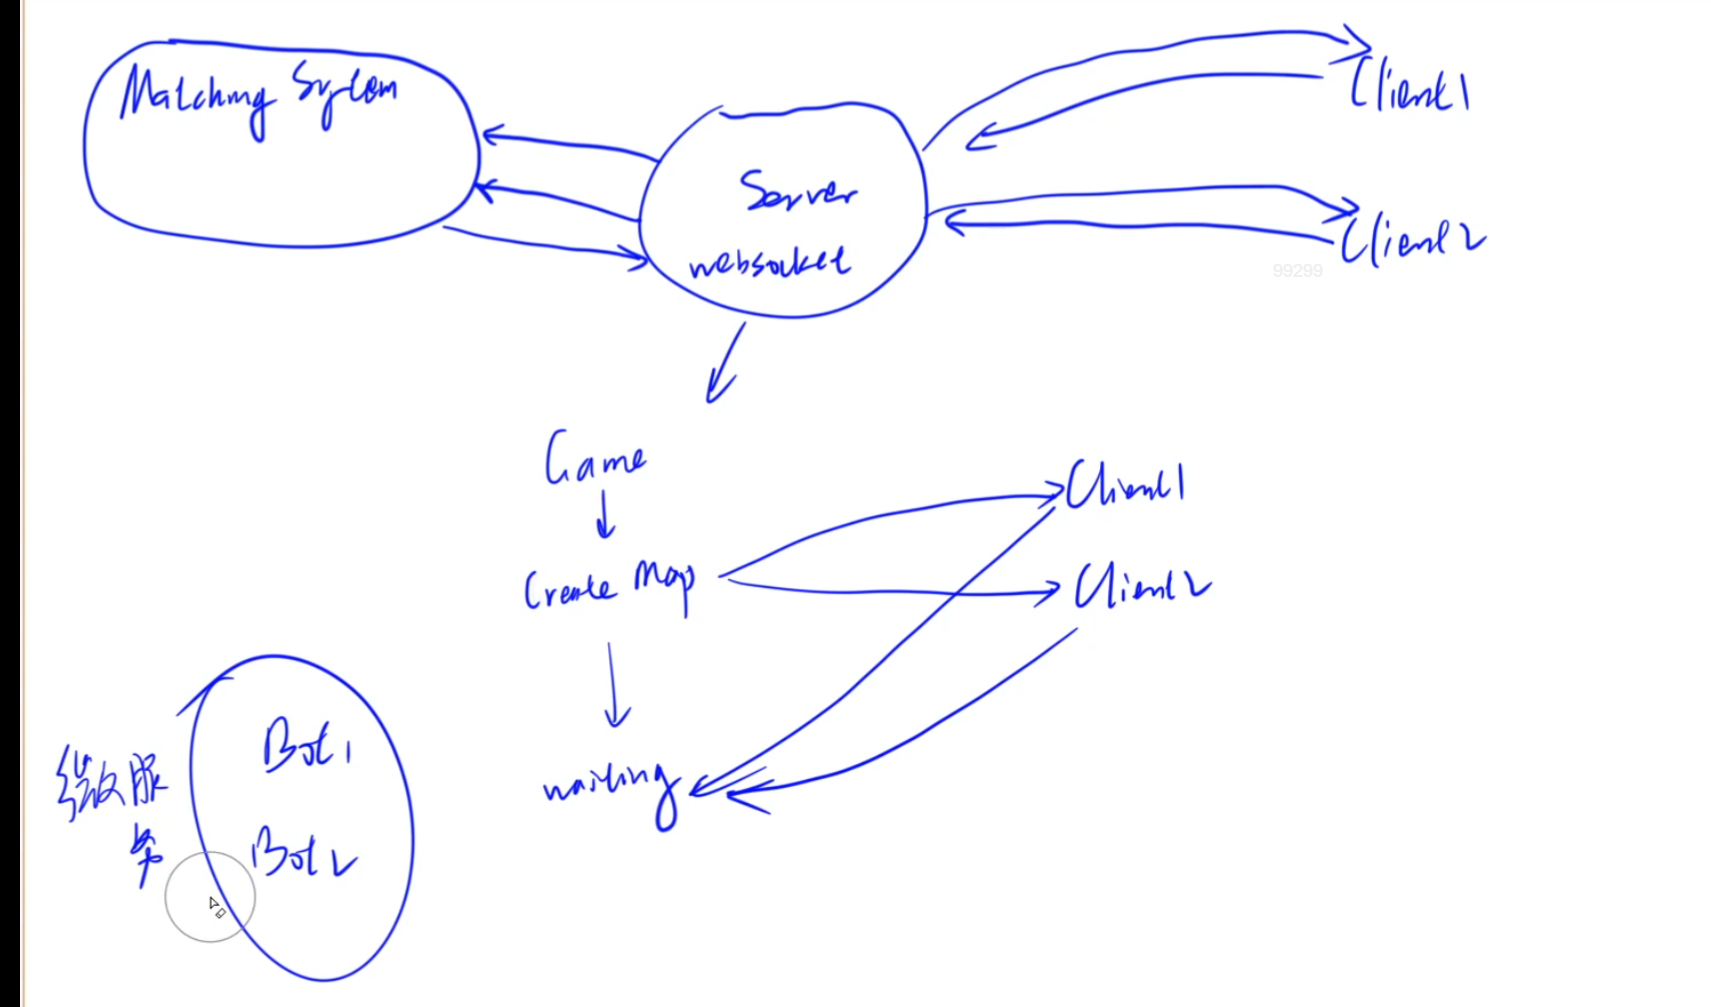 Matching System
Server
websocket
Client1
Client2
99299
Game
Create Map
Client1
Client2
waiting
微服
务
Bot1
Bot2